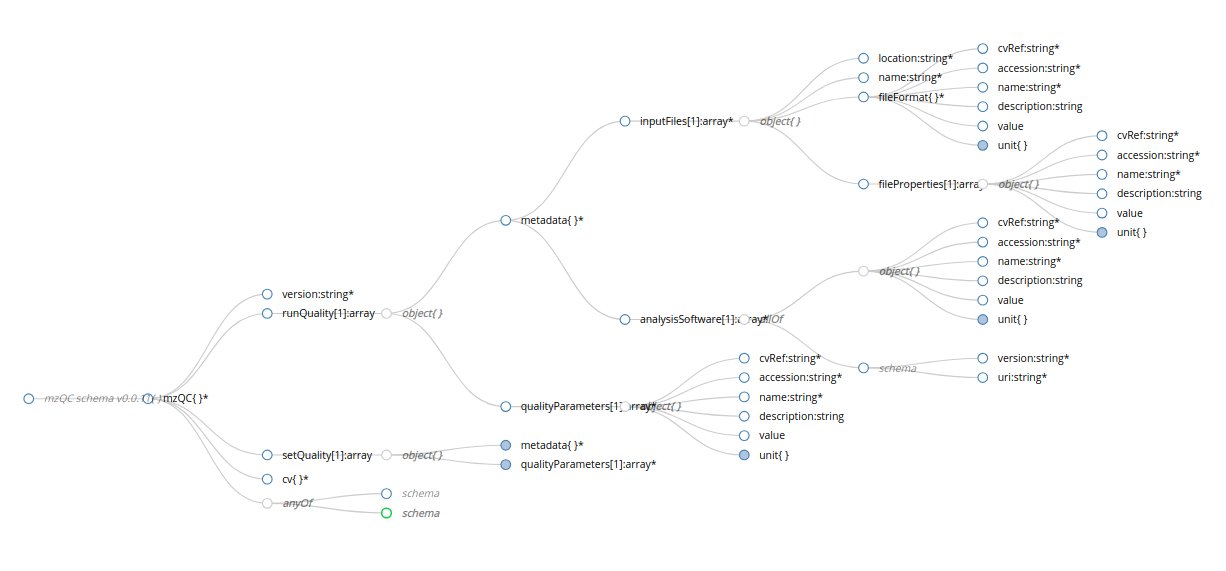 mzQC schema v0.0.
mzQC{ }*
version:string*
runQuality[1]:array
object{ }
metadata{ }*
inputFiles[1]:array*
object{ }
location:string*
name:string*
fileFormat{ }*
cvRef:string*
accession:string*
name:string*
description:string
value
unit{ }
fileProperties[1]:array
object{ }
cvRef:string*
accession:string*
name:string*
description:string
value
unit{ }
analysisSoftware[1]:array*
allOf
object{ }
cvRef:string*
accession:string*
name:string*
description:string
value
unit{ }
schema
version:string*
uri:string*
qualityParameters[1]:array*
object{ }
cvRef:string*
accession:string*
name:string*
description:string
value
unit{ }
setQuality[1]:array
object{ }
metadata{ }*
qualityParameters[1]:array*
cv{ }*
anyOf
schema
schema